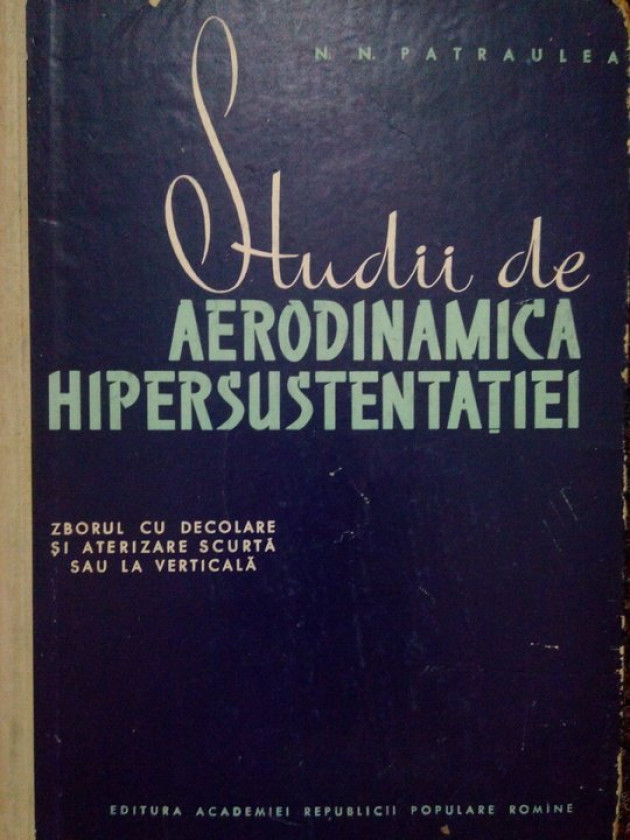 N. N. PATRAULEA
Studii de
AERODINAMICA
HIPERSUSTENTAȚIEI
ZBORUL CU DECOLARE
ȘI ATERIZARE SCURTĂ
SAU LA VERTICALĂ
EDITURA ACADEMIEI REPUBLICII POPULARE ROMÎNE